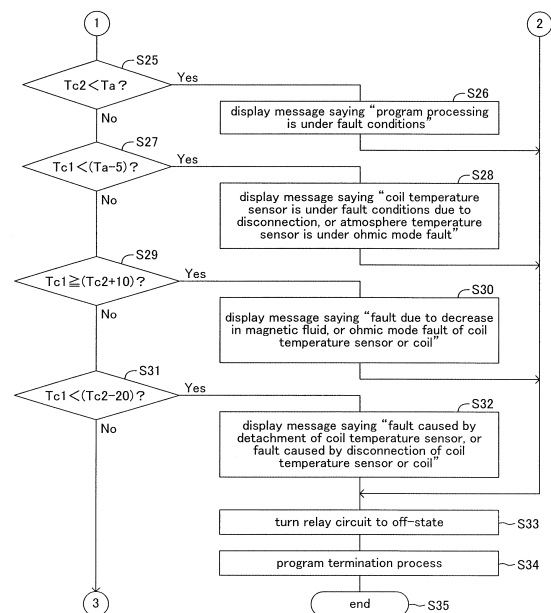 1
2
S25
Tc2<Ta?
Yes
S26
display message saying “program processing
is under fault conditions”
No
S27
Tc1<(Ta-5)?
Yes
S28
display message saying “coil temperature
sensor is under fault conditions due to
disconnection, or atmosphere temperature
sensor is under ohmic mode fault”
No
S29
Tc1≧(Tc2+10)?
Yes
S30
display message saying “fault due to decrease
in magnetic fluid, or ohmic mode fault of coil
temperature sensor or coil”
No
S31
Tc1<(Tc2-20)?
Yes
S32
display message saying “fault caused by
detachment of coil temperature sensor, or
fault caused by disconnection of coil
temperature sensor or coil”
No
turn relay circuit to off-state
S33
program termination process
S34
3
end
S35